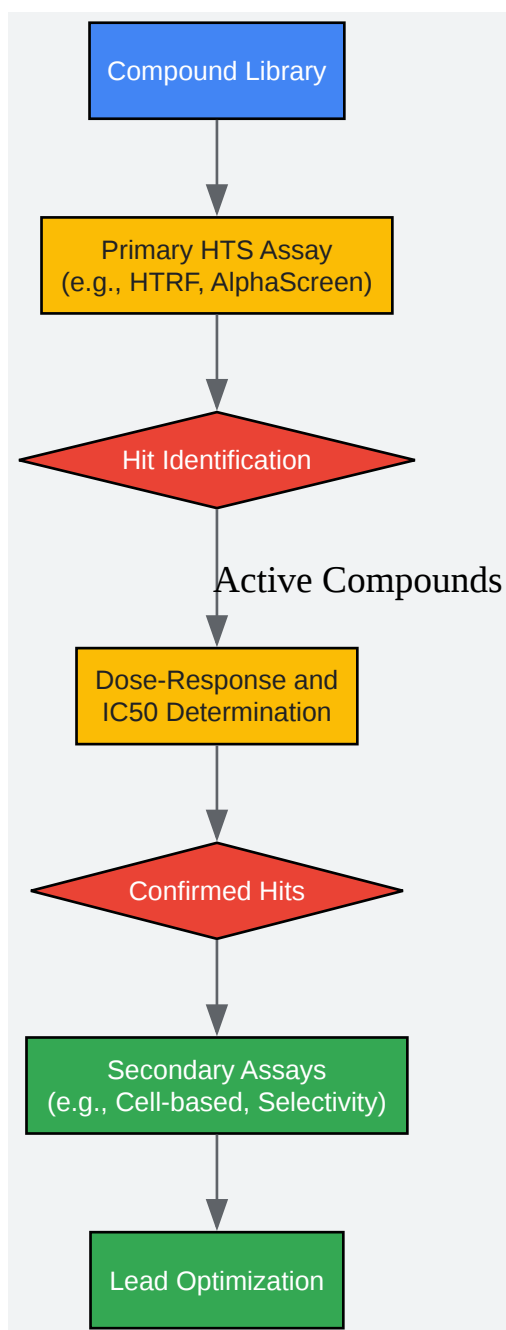 Compound Library
Primary HTS Assay
(e.g., HTRF, AlphaScreen)
Hit Identification
Active Compounds
Dose-Response and
IC50 Determination
Confirmed Hits
Secondary Assays
(e.g., Cell-based, Selectivity)
Lead Optimization